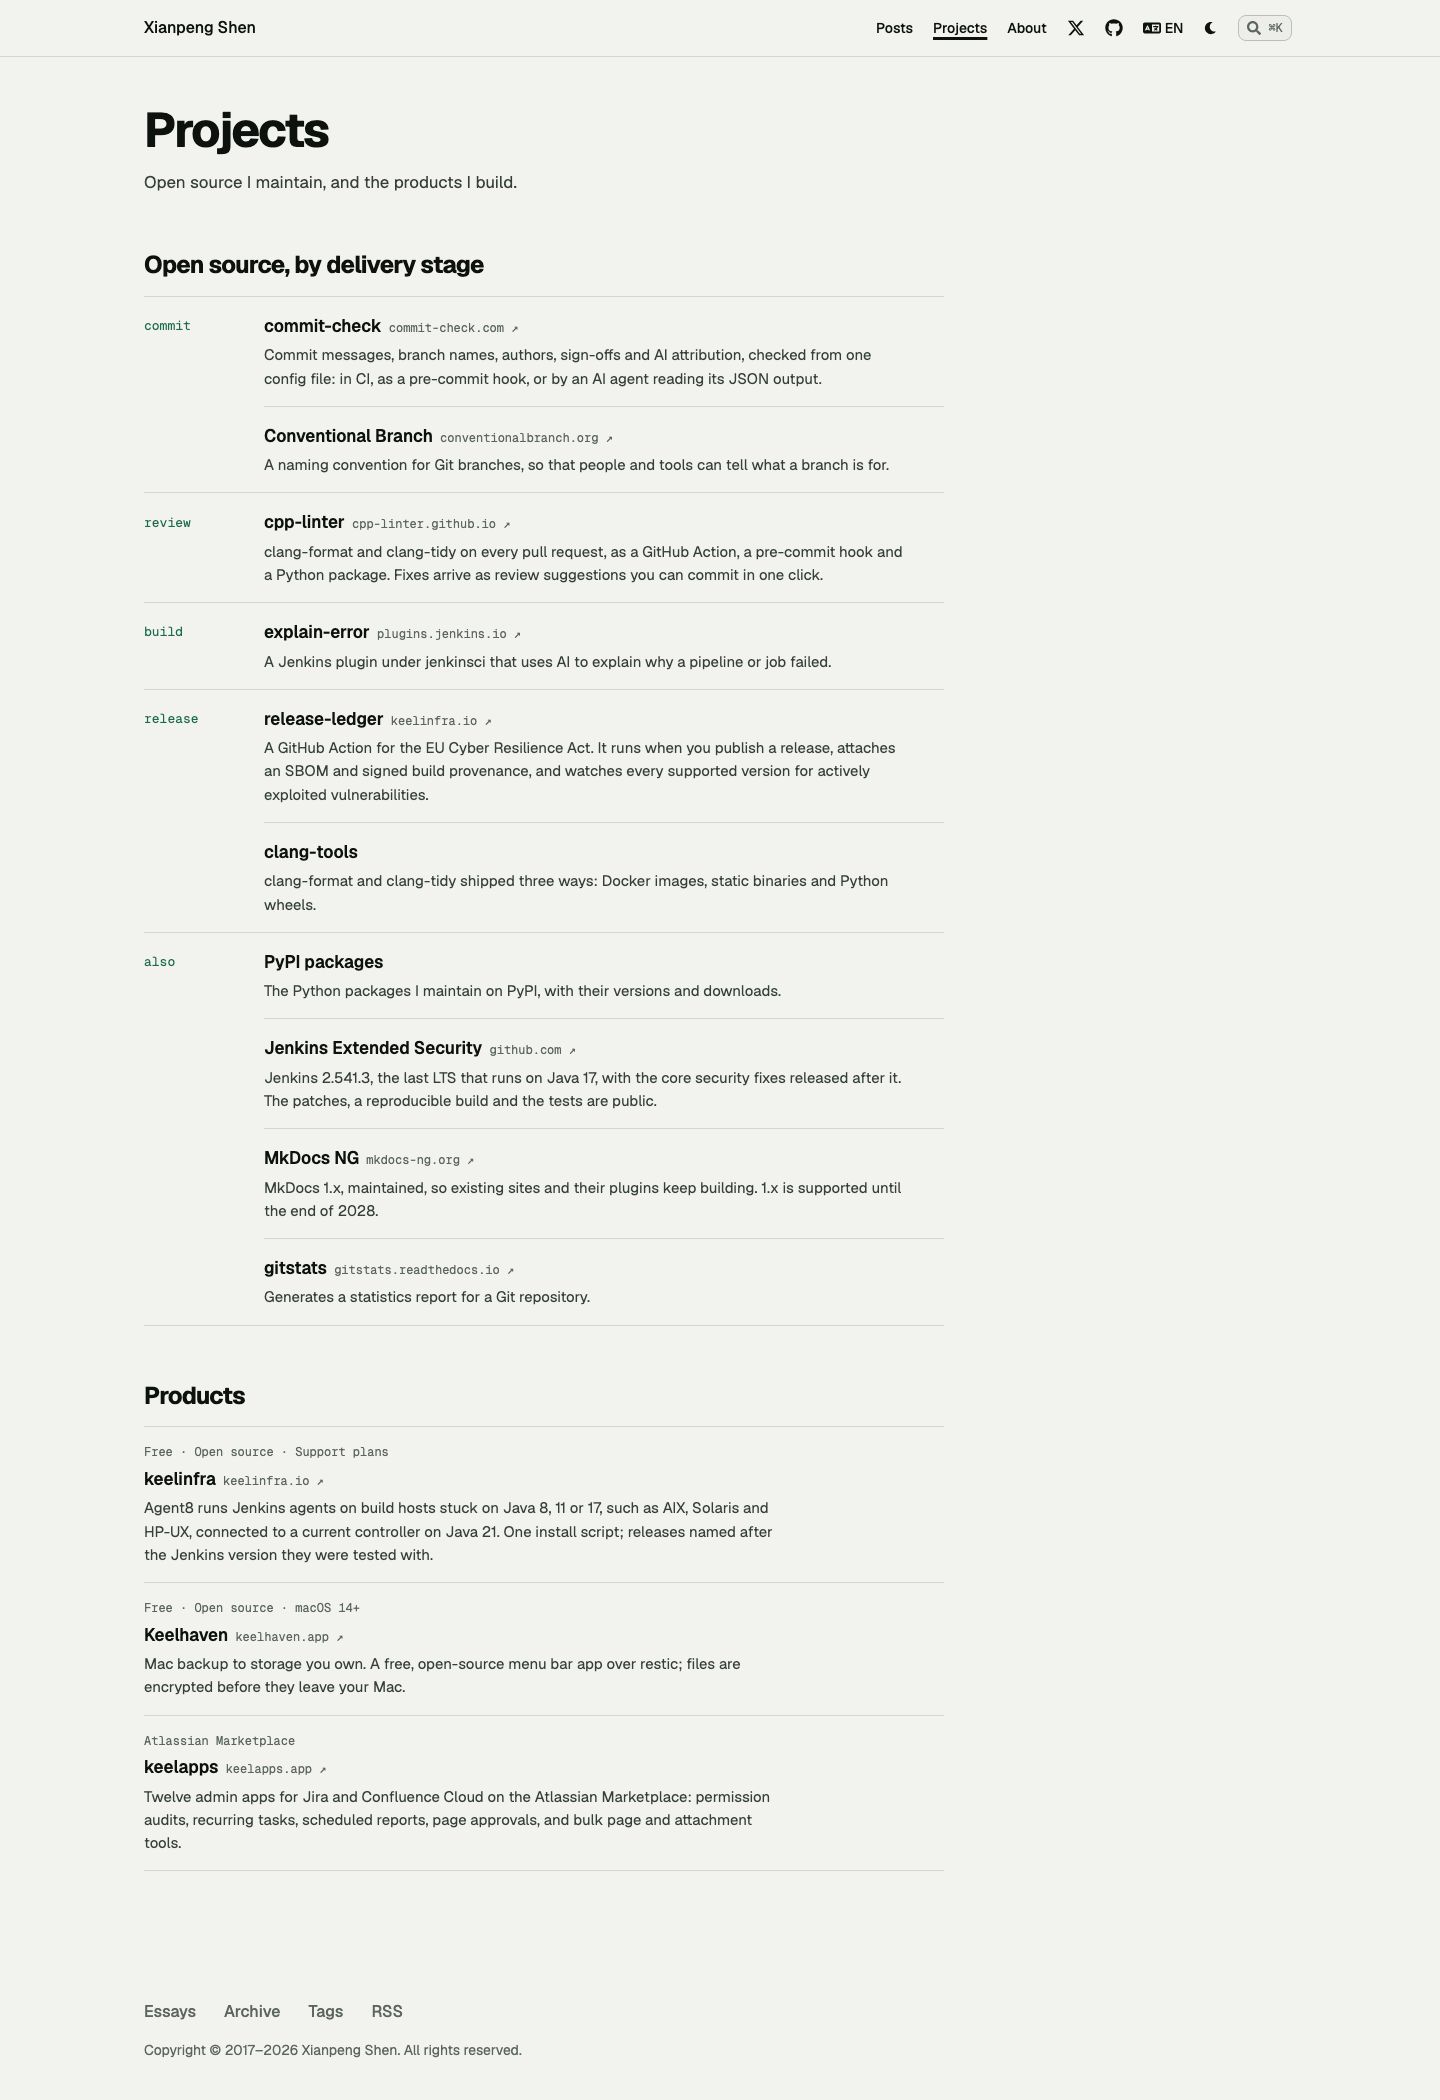 Xianpeng Shen
Posts Projects About EN ⌘K
Projects
Open source I maintain, and the products I build.
Open source, by delivery stage
commit
commit-check commit-check.com ↗
Commit messages, branch names, authors, sign-offs and AI attribution, checked from one
config file: in CI, as a pre-commit hook, or by an AI agent reading its JSON output.
Conventional Branch conventionalbranch.org ↗
A naming convention for Git branches, so that people and tools can tell what a branch is for.
review
cpp-linter cpp-linter.github.io ↗
clang-format and clang-tidy on every pull request, as a GitHub Action, a pre-commit hook and
a Python package. Fixes arrive as review suggestions you can commit in one click.
build
explain-error plugins.jenkins.io ↗
A Jenkins plugin under jenkinsci that uses AI to explain why a pipeline or job failed.
release
release-ledger keelinfra.io ↗
A GitHub Action for the EU Cyber Resilience Act. It runs when you publish a release, attaches
an SBOM and signed build provenance, and watches every supported version for actively
exploited vulnerabilities.
clang-tools
clang-format and clang-tidy shipped three ways: Docker images, static binaries and Python
wheels.
also
PyPI packages
The Python packages I maintain on PyPI, with their versions and downloads.
Jenkins Extended Security github.com ↗
Jenkins 2.541.3, the last LTS that runs on Java 17, with the core security fixes released after it.
The patches, a reproducible build and the tests are public.
MkDocs NG mkdocs-ng.org ↗
MkDocs 1.x, maintained, so existing sites and their plugins keep building. 1.x is supported until
the end of 2028.
gitstats gitstats.readthedocs.io ↗
Generates a statistics report for a Git repository.
Products
Free · Open source · Support plans
keelinfra keelinfra.io ↗
Agent8 runs Jenkins agents on build hosts stuck on Java 8, 11 or 17, such as AIX, Solaris and
HP-UX, connected to a current controller on Java 21. One install script; releases named after
the Jenkins version they were tested with.
Free · Open source · macOS 14+
Keelhaven keelhaven.app ↗
Mac backup to storage you own. A free, open-source menu bar app over restic; files are
encrypted before they leave your Mac.
Atlassian Marketplace
keelapps keelapps.app ↗
Twelve admin apps for Jira and Confluence Cloud on the Atlassian Marketplace: permission
audits, recurring tasks, scheduled reports, page approvals, and bulk page and attachment
tools.
Essays Archive Tags RSS
Copyright © 2017–2026 Xianpeng Shen. All rights reserved.